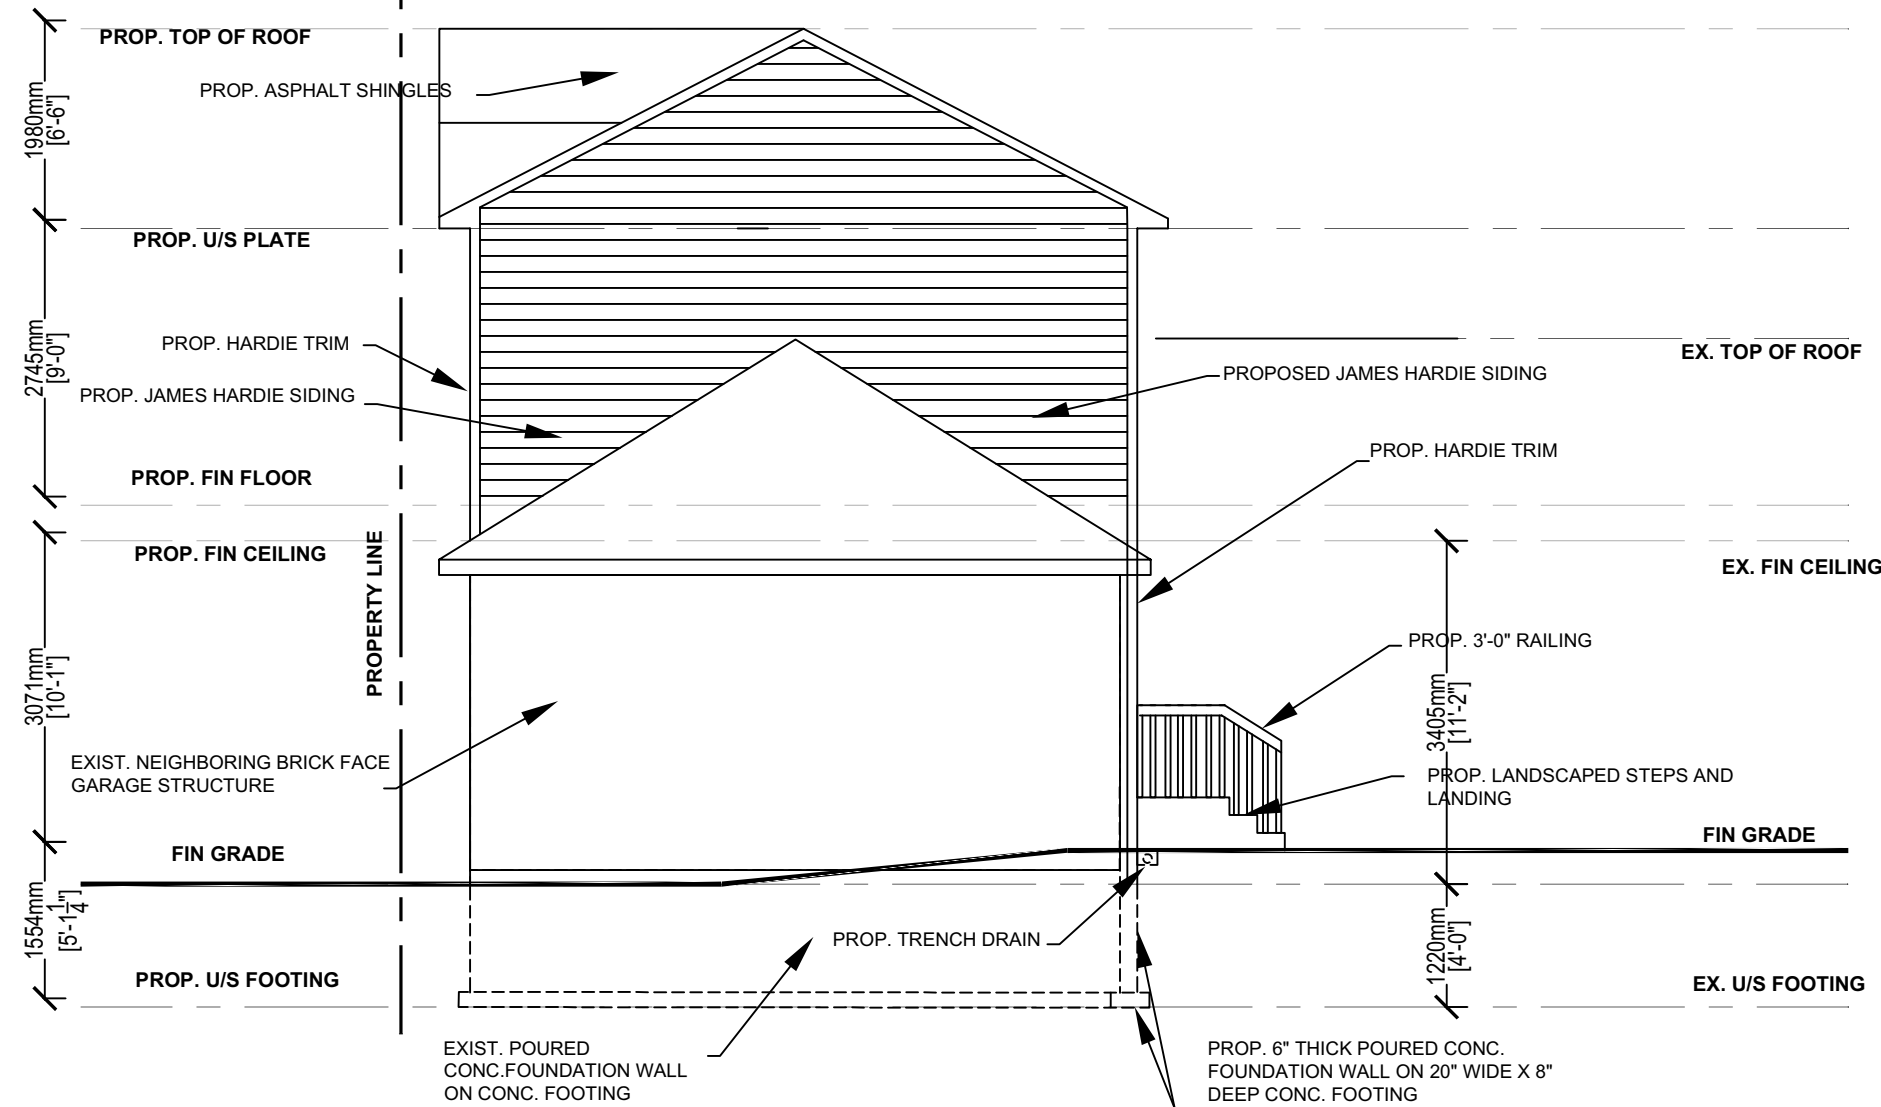 PROP. TOP OF ROOF
PROP. ASPHALT SHINGLES
1980mm
[6'-6"]
PROP. U/S PLATE
PROP. HARDIE TRIM
2745mm
[9'-0"]
PROP. JAMES HARDIE SIDING
PROPOSED JAMES HARDIE SIDING
EX. TOP OF ROOF
PROP. HARDIE TRIM
PROP. FIN FLOOR
PROP. FIN CEILING
EX. FIN CEILING
PROPERTY LINE
3071mm
[10'-1"]
PROP. 3'-0" RAILING
3405mm
[11'-2"]
EXIST. NEIGHBORING BRICK FACE
GARAGE STRUCTURE
PROP. LANDSCAPED STEPS AND
LANDING
FIN GRADE
FIN GRADE
1554mm
[5'-1 1/4"]
PROP. TRENCH DRAIN
1220mm
[4'-0"]
PROP. U/S FOOTING
EX. U/S FOOTING
EXIST. POURED
CONC.FOUNDATION WALL
ON CONC. FOOTING
PROP. 6" THICK POURED CONC.
FOUNDATION WALL ON 20" WIDE X 8"
DEEP CONC. FOOTING